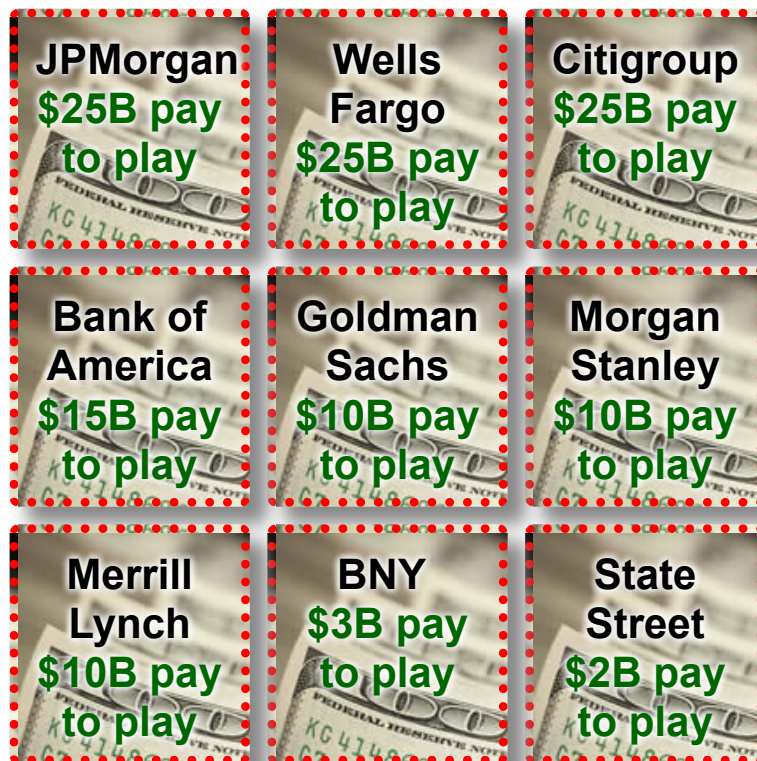 JPMorgan
$25B pay
to play
Wells
Fargo
$25B pay
to play
Citigroup
$25B pay
to play
Bank of
America
$15B pay
to play
Goldman
Sachs
$10B pay
to play
Morgan
Stanley
$10B pay
to play
Merrill
Lynch
$10B pay
to play
BNY
$3B pay
to play
State
Street
$2B pay
to play